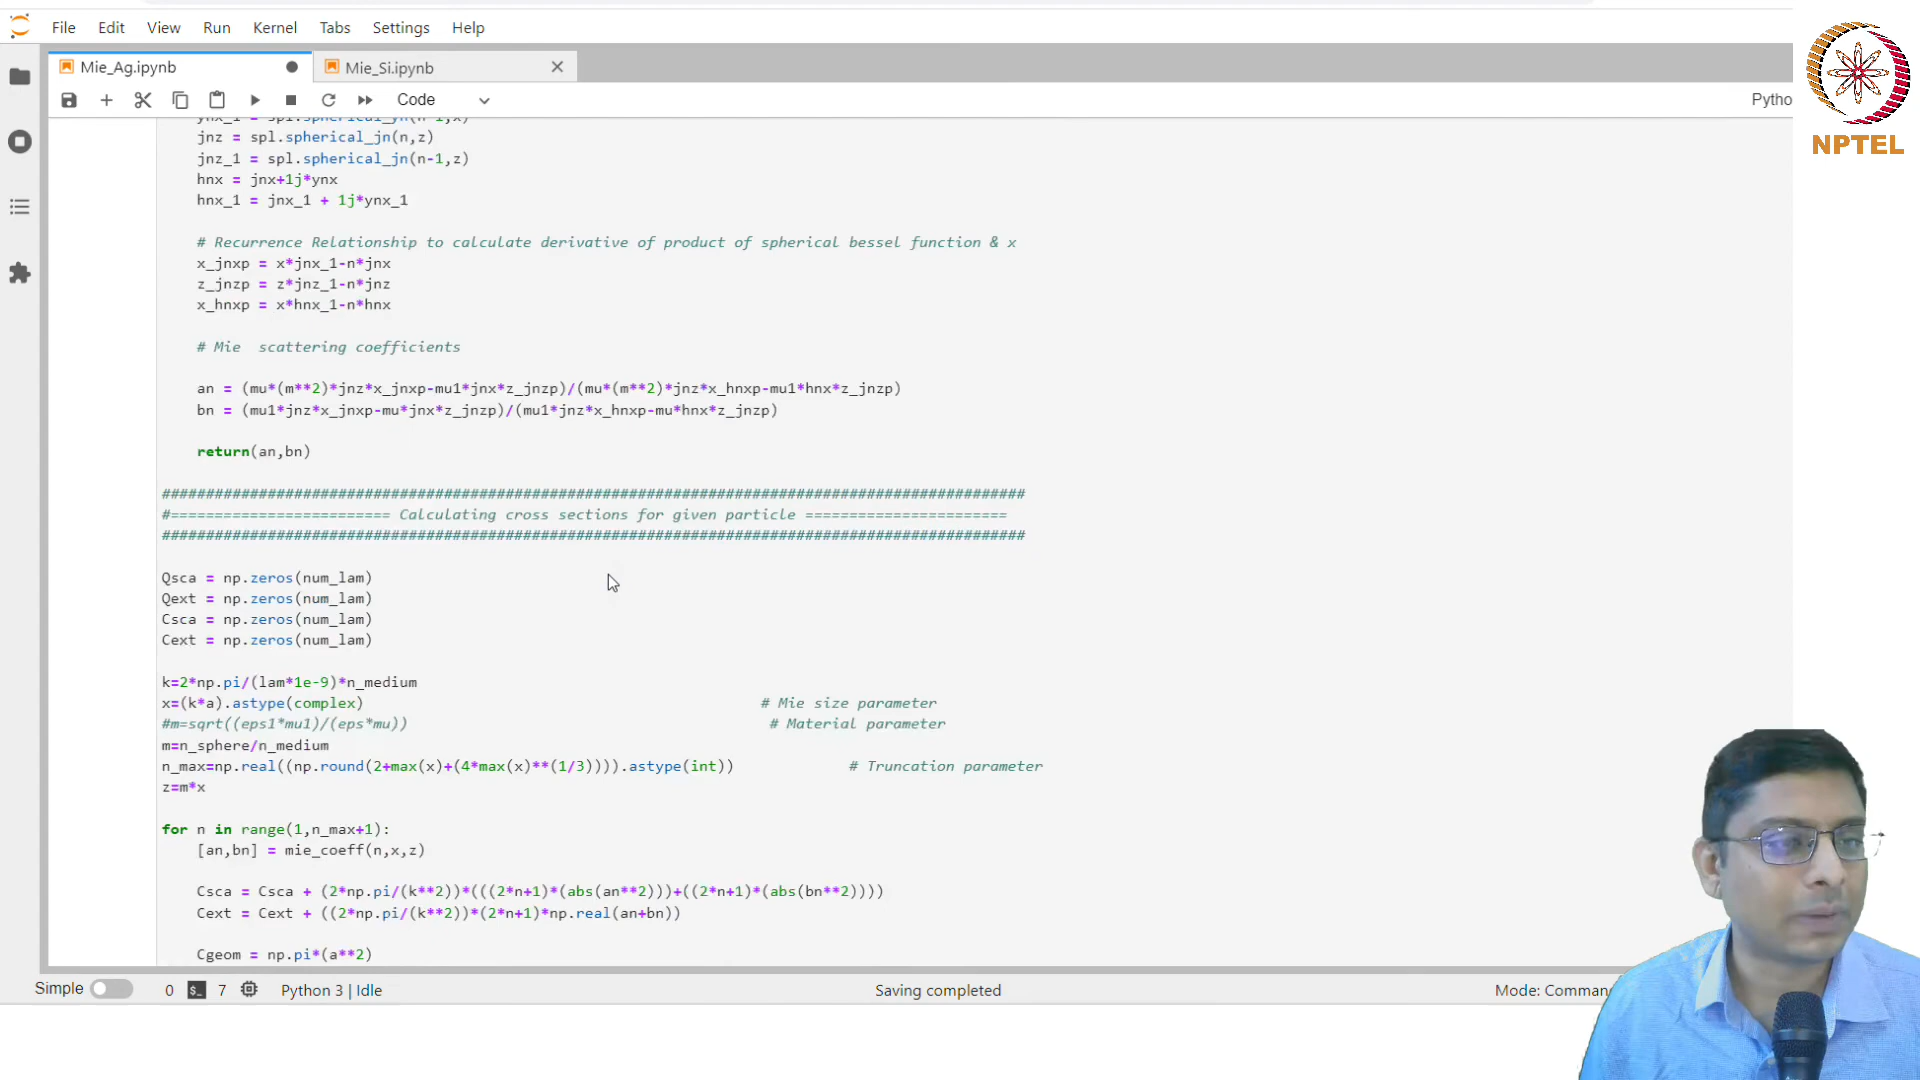 File Edit View Run Kernel Tabs Settings Help
Mie_Ag.ipynb
Mie_Si.ipynb
Code
Pytho
NPTEL
ynx_1 = spl.spherical_yn(n-1,x)
jnz = spl.spherical_jn(n,z)
jnz_1 = spl.spherical_jn(n-1,z)
hnx = jnx+1j*ynx
hnx_1 = jnx_1 + 1j*ynx_1
# Recurrence Relationship to calculate derivative of product of spherical bessel function & x
x_jnxp = x*jnx_1-n*jnx
z_jnzp = z*jnz_1-n*jnz
x_hnxp = x*hnx_1-n*hnx
# Mie  scattering coefficients
an = (mu*(m**2)*jnz*x_jnxp-mu1*jnx*z_jnzp)/(mu*(m**2)*jnz*x_hnxp-mu1*hnx*z_jnzp)
bn = (mu1*jnz*x_jnxp-mu*jnx*z_jnzp)/(mu1*jnz*x_hnxp-mu*hnx*z_jnzp)
return(an,bn)
##################################################################################################
#========================= Calculating cross sections for given particle =======================
##################################################################################################
Qsca = np.zeros(num_lam)
Qext = np.zeros(num_lam)
Csca = np.zeros(num_lam)
Cext = np.zeros(num_lam)
k=2*np.pi/(lam*1e-9)*n_medium
x=(k*a).astype(complex) # Mie size parameter
#m=sqrt((eps1*mu1)/(eps*mu)) # Material parameter
m=n_sphere/n_medium
n_max=np.real((np.round(2+max(x)+(4*max(x)**(1/3)))).astype(int)) # Truncation parameter
z=m*x
for n in range(1,n_max+1):
[an,bn] = mie_coeff(n,x,z)
Csca = Csca + (2*np.pi/(k**2))*(((2*n+1)*(abs(an**2)))+((2*n+1)*(abs(bn**2))))
Cext = Cext + ((2*np.pi/(k**2))*(2*n+1)*np.real(an+bn))
Cgeom = np.pi*(a**2)
Simple 0 7 Python 3 | Idle Saving completed Mode: Comman